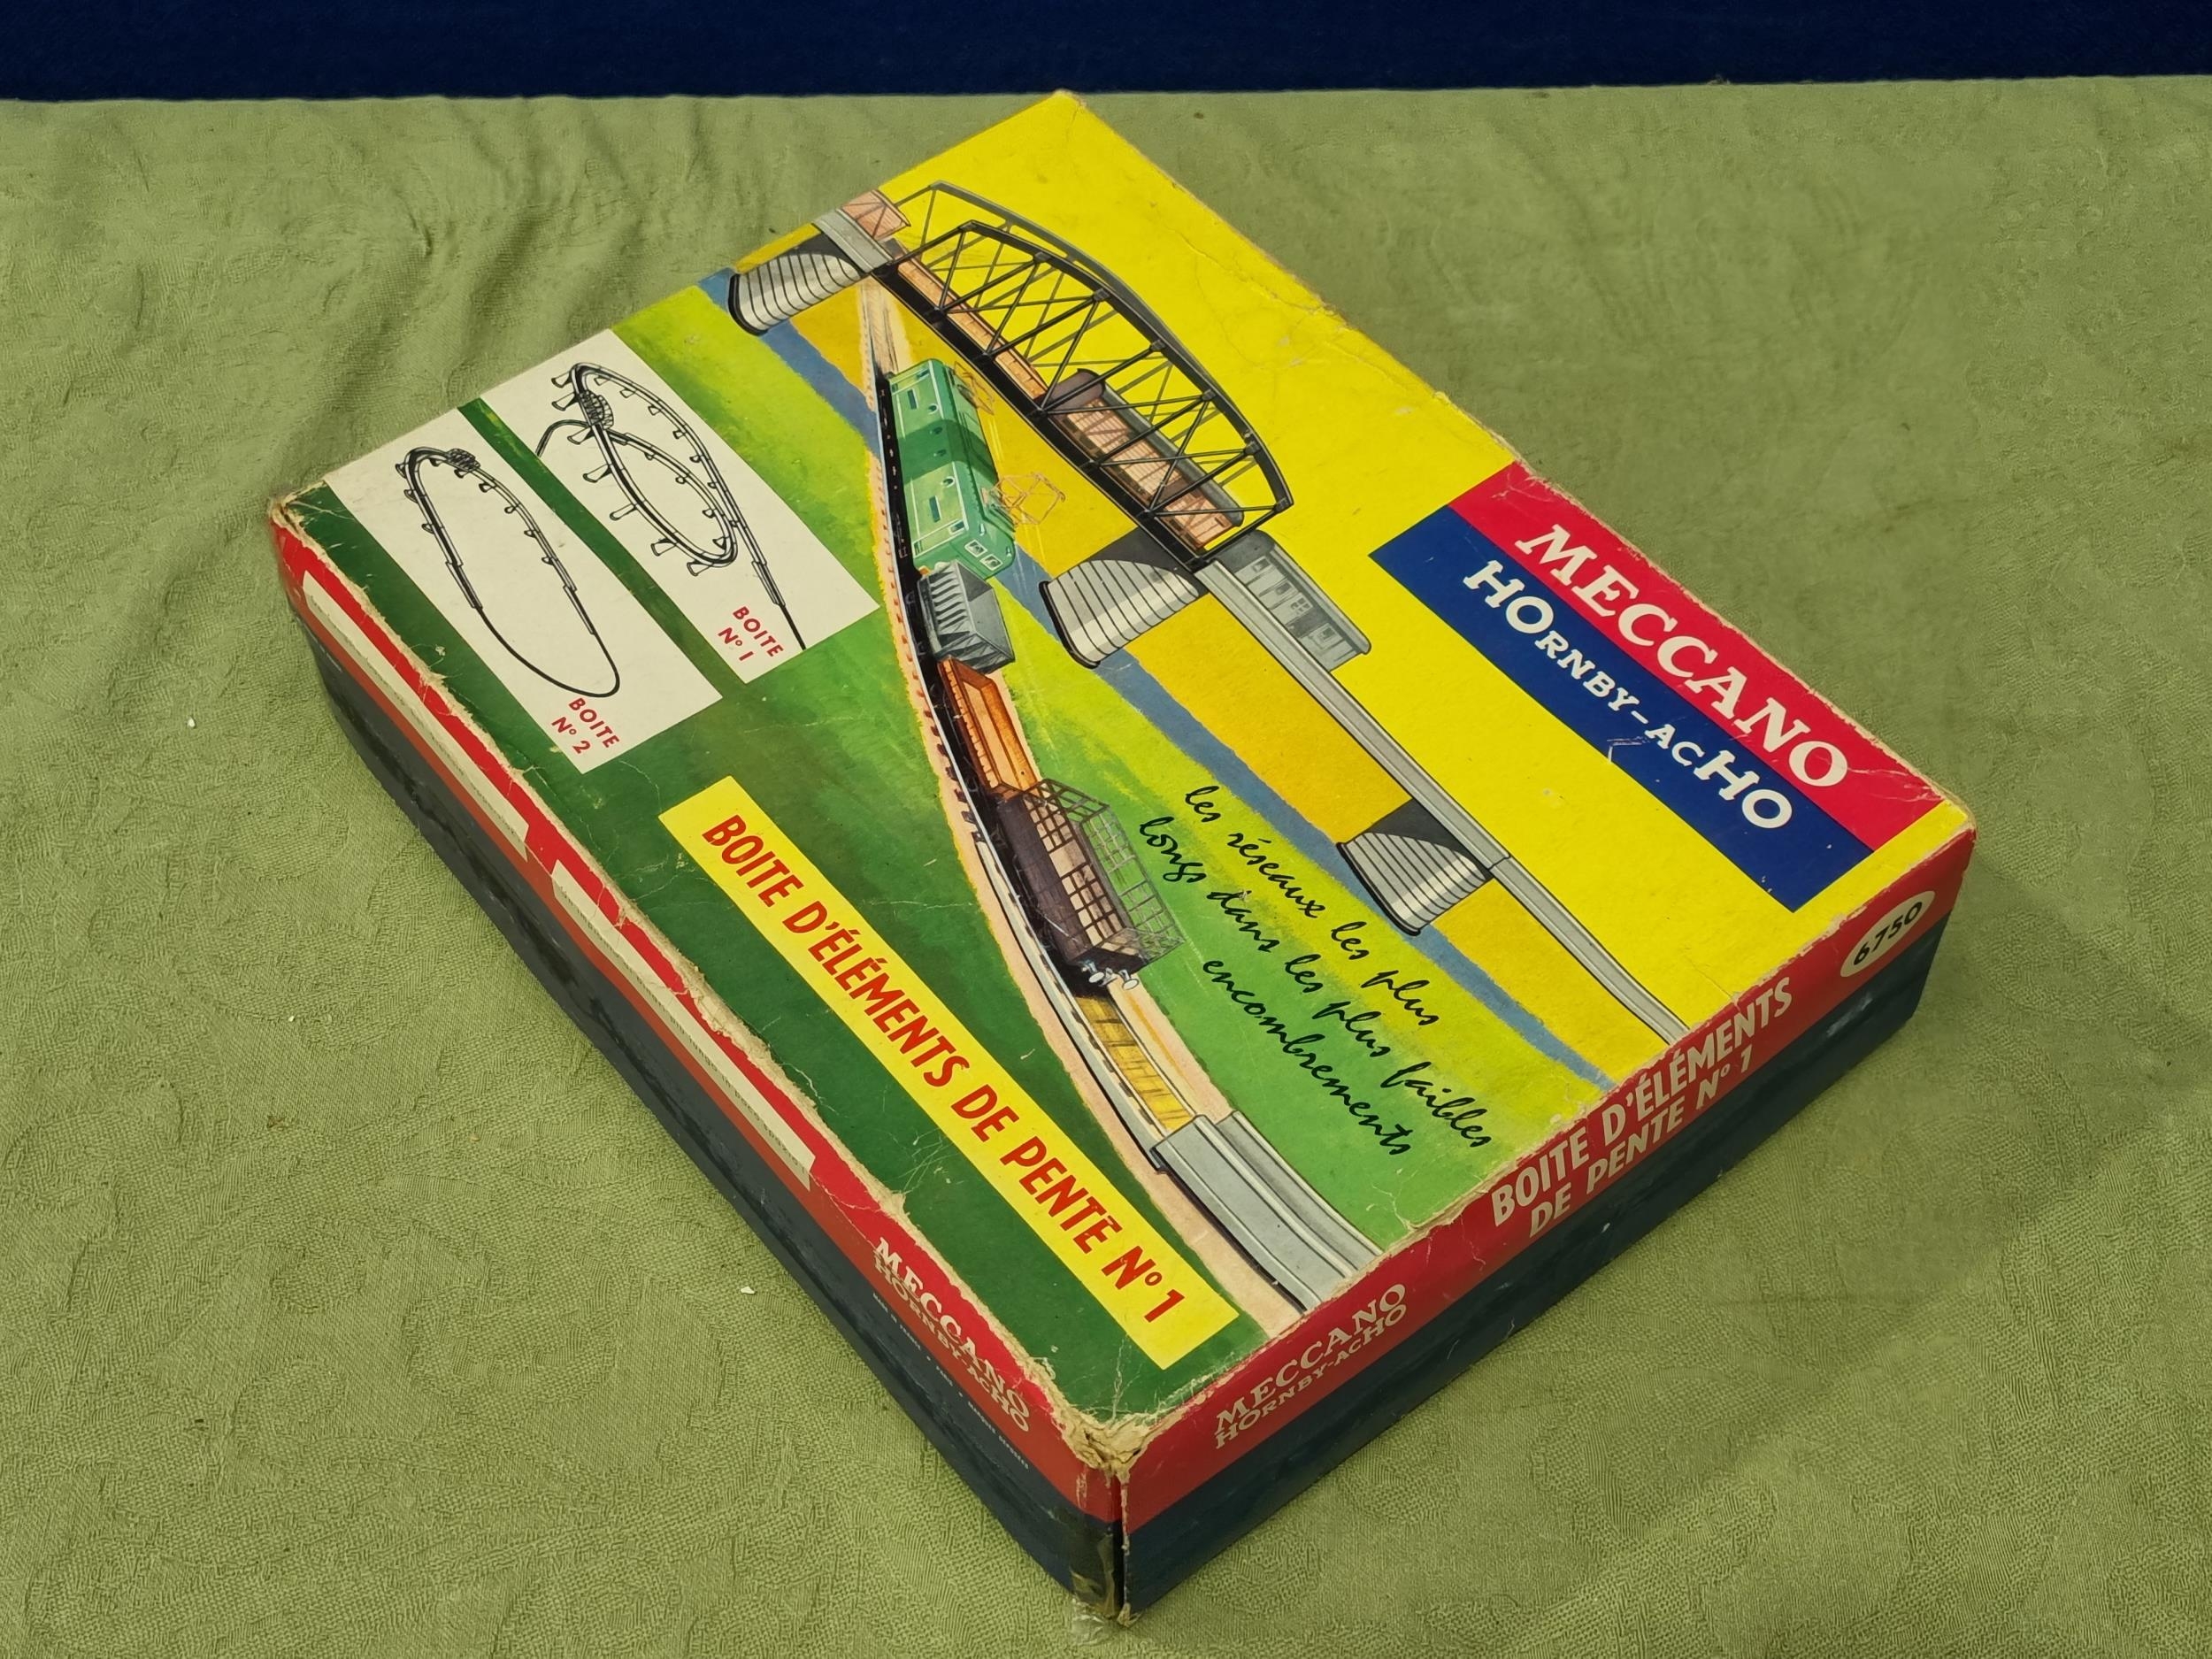 MECCANO
HORNBY-ACHO
BOITE
N° 1
BOITE
N° 2
les réseaux les plus
longs dans les plus faibles
encombrements
BOITE D'ÉLÉMENTS DE PENTE N° 1
6750
BOITE D'ÉLÉMENTS
DE PENTE N° 1
MECCANO
HORNBY-ACHO
MECCANO
HORNBY-ACHO